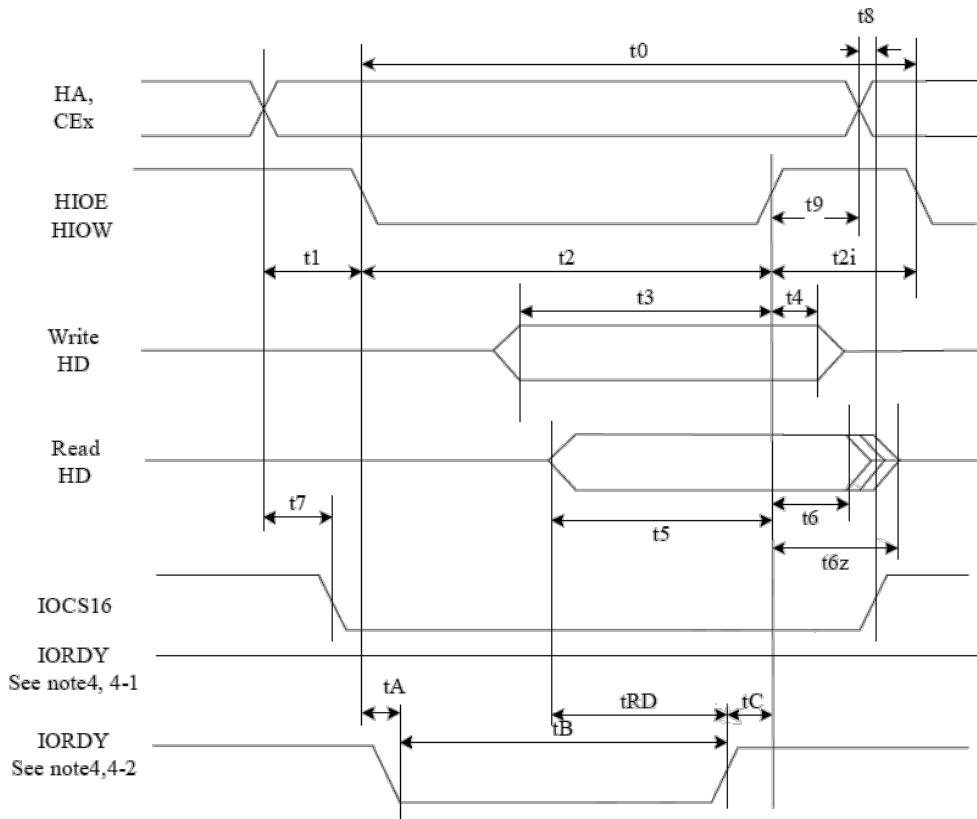 t8
t0
HA,
CEx
HIOE
HIOW
t9
t1
t2
t2i
t3
t4
Write
HD
Read
HD
t7
t5
t6
t6z
IOCS16
IORDY
See note4, 4-1
tA
tRD
tC
tB
IORDY
See note4,4-2